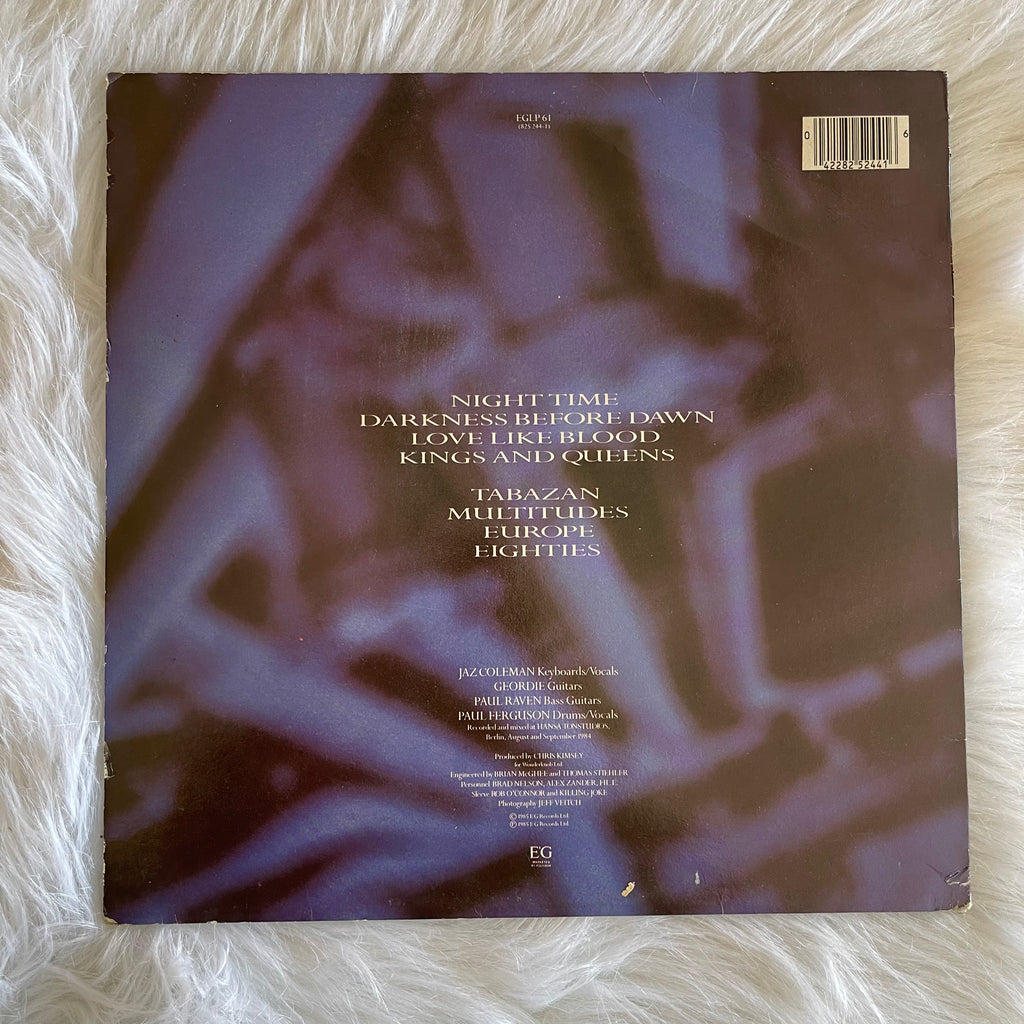 EGLP 61
(825 244-1)
0 42282 52441 6
NIGHT TIME
DARKNESS BEFORE DAWN
LOVE LIKE BLOOD
KINGS AND QUEENS
TABAZAN
MULTITUDES
EUROPE
EIGHTIES
JAZ COLEMAN Keyboards/Vocals
GEORDIE Guitars
PAUL RAVEN Bass Guitars
PAUL FERGUSON Drums/Vocals
Recorded and mixed at HANSA TONSTUDIOS,
Berlin, August and September 1984
Produced by CHRIS KIMSEY
for Wonderknob Ltd.
Engineered by BRIAN McGHEE and THOMAS STIEHLER
Personnel BRAD NELSON, ALEX ZANDER,
Sleeve ROB O'CONNOR and KILLING JOKE
Photography JEFF VEITCH
© 1985 E'G Records Ltd.
℗ 1985 E'G Records Ltd.
E'G
MARKETED
BY POLYDOR